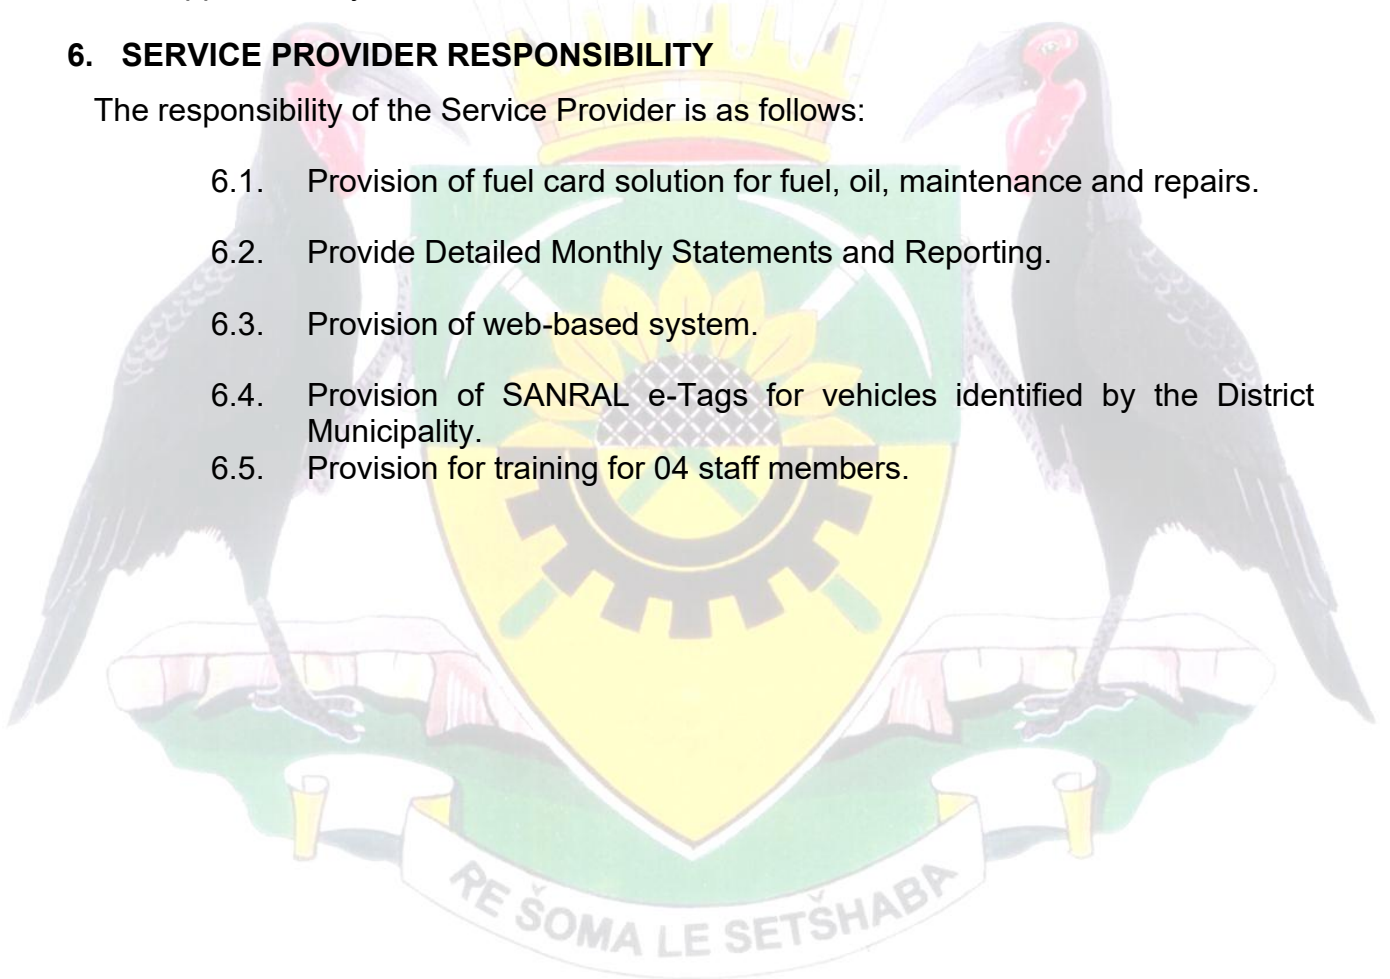 6. SERVICE PROVIDER RESPONSIBILITY
The responsibility of the Service Provider is as follows:
6.1. Provision of fuel card solution for fuel, oil, maintenance and repairs.
6.2. Provide Detailed Monthly Statements and Reporting.
6.3. Provision of web-based system.
6.4. Provision of SANRAL e-Tags for vehicles identified by the District
Municipality.
6.5. Provision for training for 04 staff members.
RE ŠOMA LE SETŠHABA